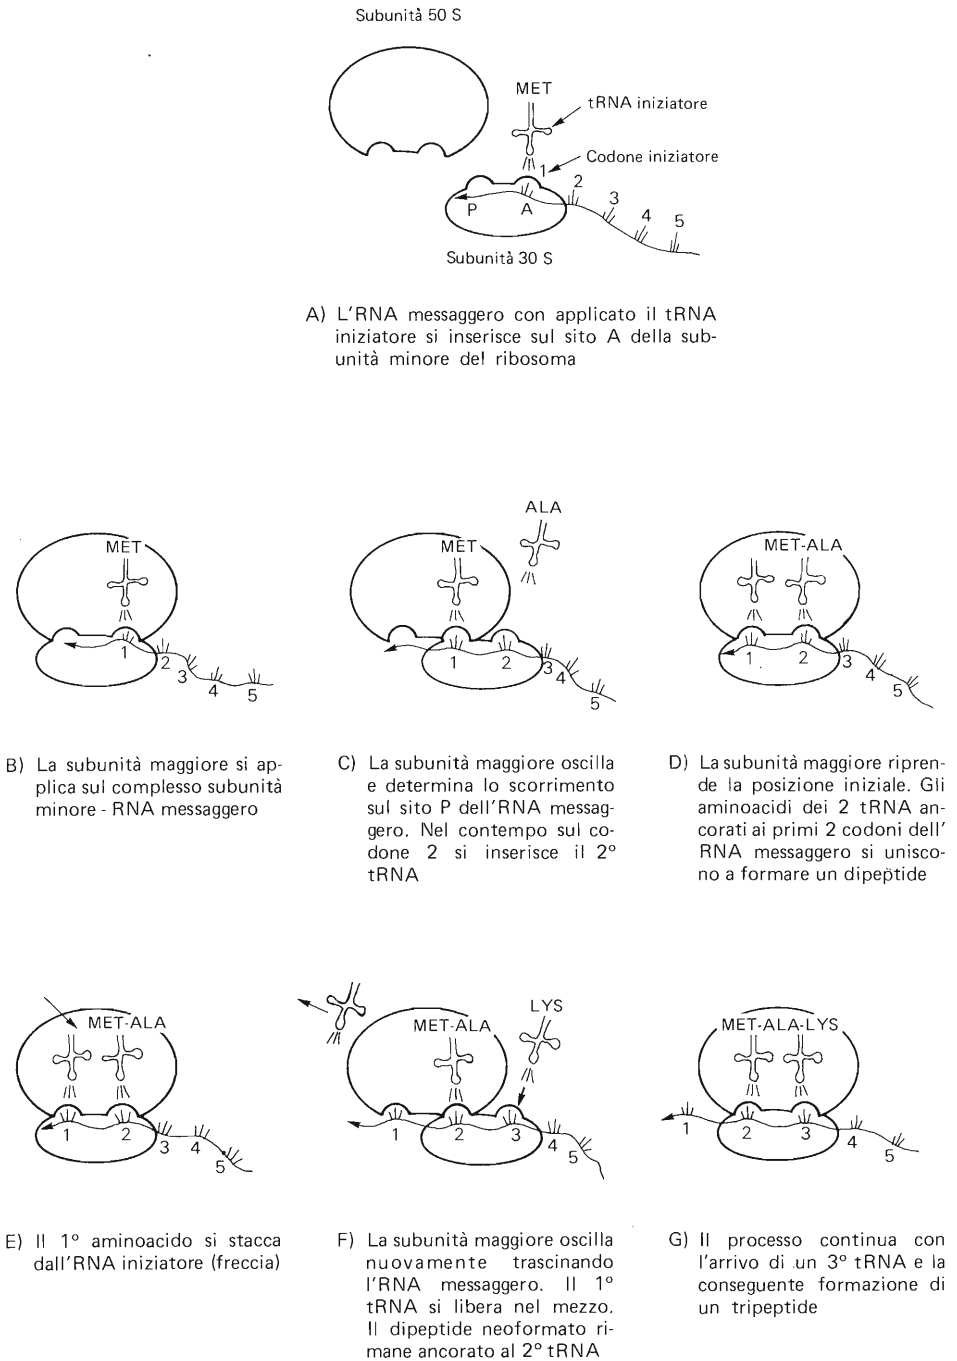 Subunità 50 S
MET
tRNA iniziatore
Codone iniziatore
1
2
3
4
5
P
A
Subunità 30 S
A) L'RNA messaggero con applicato il tRNA
iniziatore si inserisce sul sito A della sub-
unità minore del ribosoma
MET
1
2
3
4
5
ALA
MET
1
2
3
4
5
MET-ALA
1
2
3
4
5
B) La subunità maggiore si ap-
plica sul complesso subunità
minore - RNA messaggero
C) La subunità maggiore oscilla
e determina lo scorrimento
sul sito P dell'RNA messag-
gero. Nel contempo sul co-
done 2 si inserisce il 2º
tRNA
D) La subunità maggiore ripren-
de la posizione iniziale. Gli
aminoacidi dei 2 tRNA an-
corati ai primi 2 codoni dell'
RNA messaggero si unisco-
no a formare un dipeptide
MET-ALA
1
2
3
4
5
LYS
MET-ALA
1
2
3
4
5
MET-ALA-LYS
1
2
3
4
5
E) Il 1º aminoacido si stacca
dall'RNA iniziatore (freccia)
F) La subunità maggiore oscilla
nuovamente trascinando
l'RNA messaggero. Il 1º
tRNA si libera nel mezzo.
Il dipeptide neoformato ri-
mane ancorato al 2º tRNA
G) Il processo continua con
l'arrivo di un 3º tRNA e la
conseguente formazione di
un tripeptide